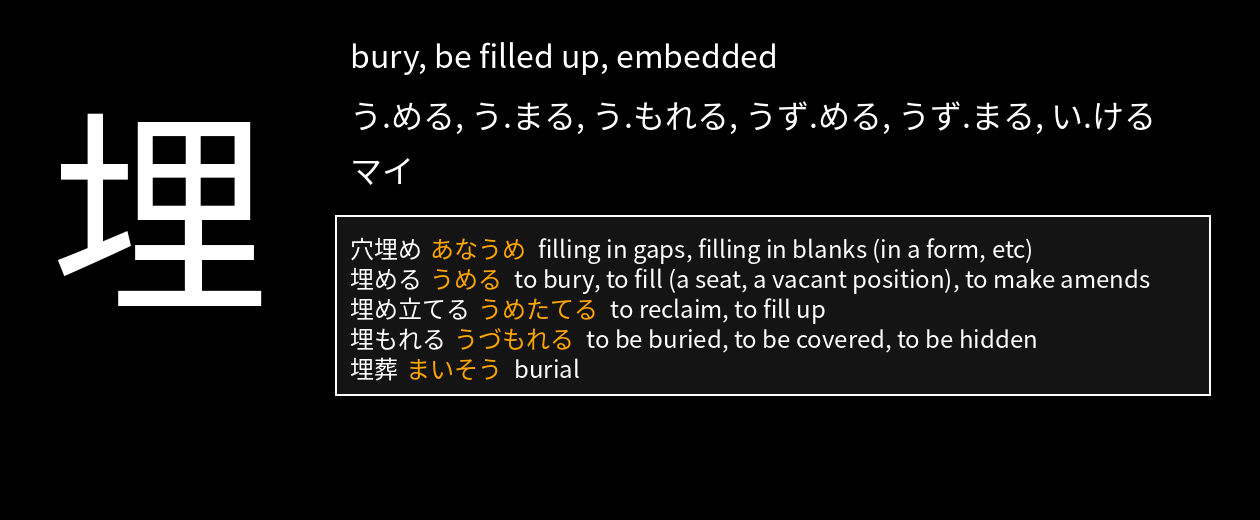 埋
bury, be filled up, embedded
う.める, う.まる, う.もれる, うず.める, うず.まる, い.ける
マイ
穴埋め あなうめ filling in gaps, filling in blanks (in a form, etc)
埋める うめる to bury, to fill (a seat, a vacant position), to make amends
埋め立てる うめたてる to reclaim, to fill up
埋もれる うづもれる to be buried, to be covered, to be hidden
埋葬 まいそう burial